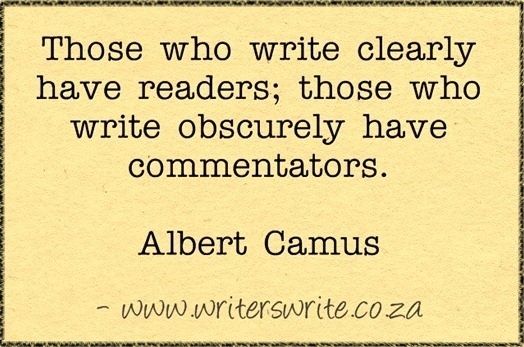 Those who write clearly
have readers; those who
write obscurely have
commentators.
Albert Camus
- www.writerswrite.co.za